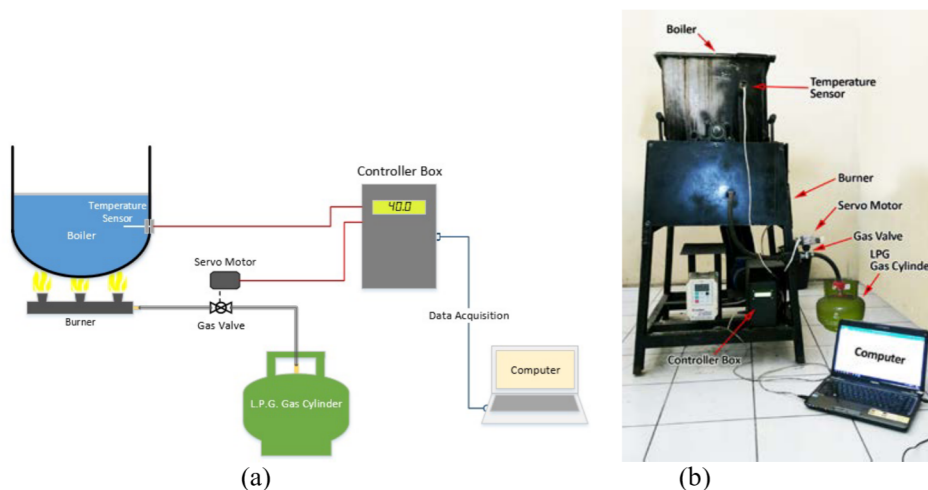 Controller Box
40.0
Temperature
Sensor
Boiler
Servo Motor
Burner
Gas Valve
Data Acquisition
Computer
L.P.G. Gas Cylinder
(a)
Boiler
Temperature
Sensor
Burner
Servo Motor
Gas Valve
LPG
Gas Cylinder
Computer
Controller Box
(b)